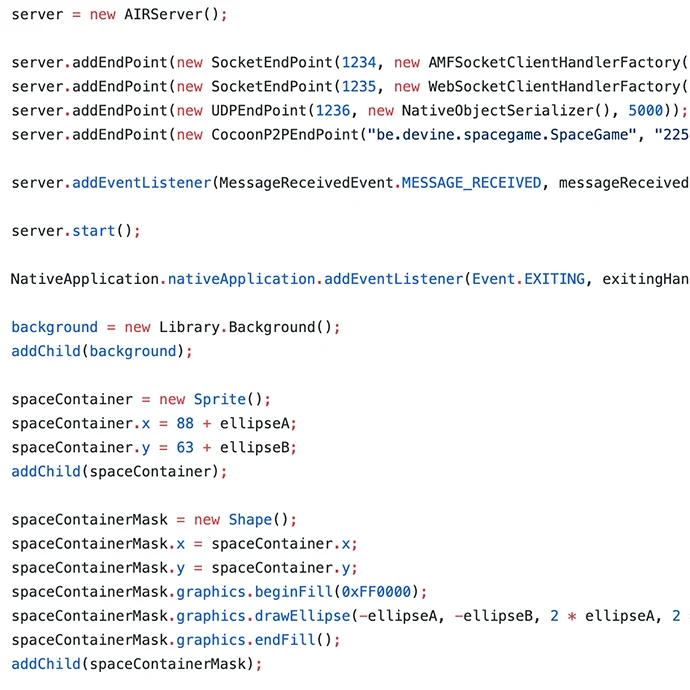 server = new AIRServer();
server.addEndPoint(new SocketEndPoint(1234, new AMFSocketClientHandlerFactory(
server.addEndPoint(new SocketEndPoint(1235, new WebSocketClientHandlerFactory(
server.addEndPoint(new UDPEndPoint(1236, new NativeObjectSerializer(), 5000));
server.addEndPoint(new CocoonP2PEndPoint("be.devine.spacegame.SpaceGame", "225
server.addEventListener(MessageReceivedEvent.MESSAGE_RECEIVED, messageReceived
server.start();
NativeApplication.nativeApplication.addEventListener(Event.EXITING, exitingHan
background = new Library.Background();
addChild(background);
spaceContainer = new Sprite();
spaceContainer.x = 88 + ellipseA;
spaceContainer.y = 63 + ellipseB;
addChild(spaceContainer);
spaceContainerMask = new Shape();
spaceContainerMask.x = spaceContainer.x;
spaceContainerMask.y = spaceContainer.y;
spaceContainerMask.graphics.beginFill(0xFF0000);
spaceContainerMask.graphics.drawEllipse(-ellipseA, -ellipseB, 2 * ellipseA, 2
spaceContainerMask.graphics.endFill();
addChild(spaceContainerMask);